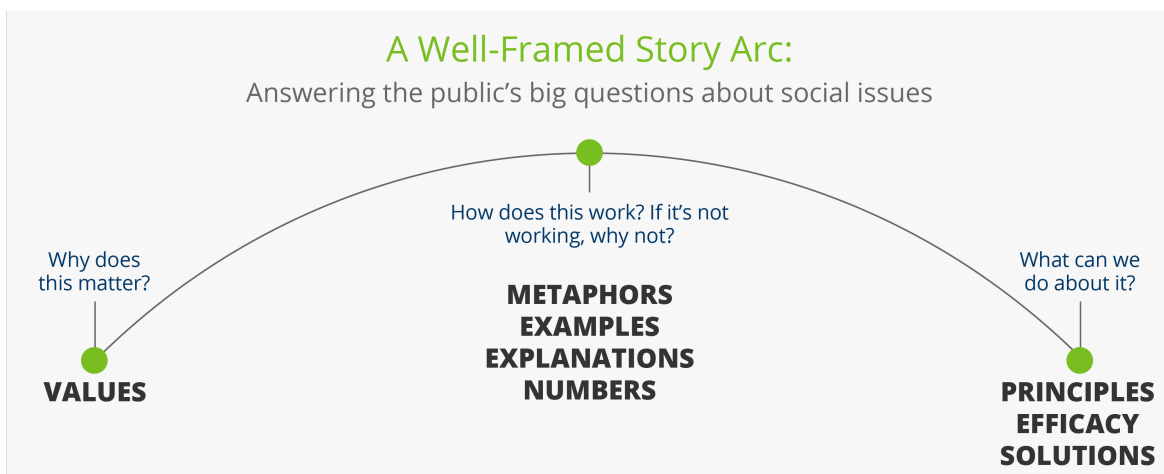 A Well-Framed Story Arc:
Answering the public's big questions about social issues
Why does
this matter?
VALUES
How does this work? If it's not
working, why not?
METAPHORS
EXAMPLES
EXPLANATIONS
NUMBERS
What can we
do about it?
PRINCIPLES
EFFICACY
SOLUTIONS